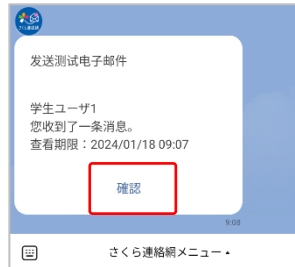 さくら連絡網
发送测试电子邮件
学生ユーザ1
您收到了一条消息。
查看期限：2024/01/18 09:07
確認
9:08
さくら連絡網メニュー